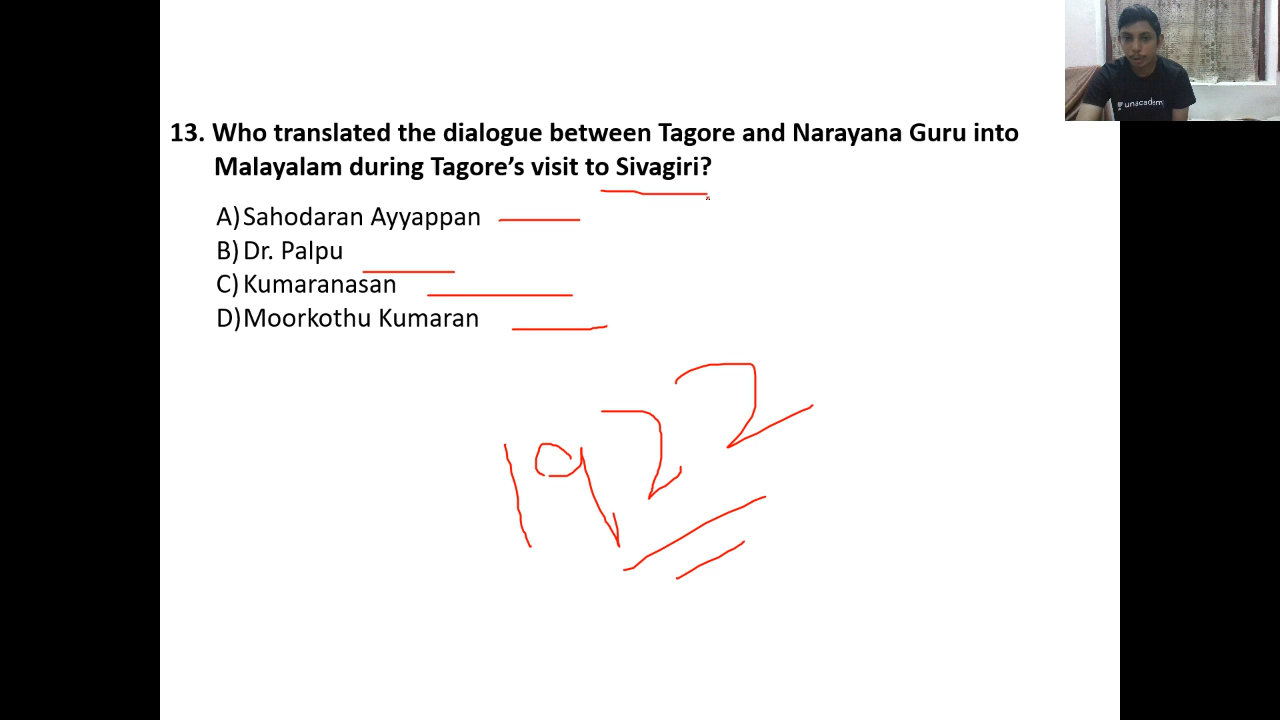 13. Who translated the dialogue between Tagore and Narayana Guru into
Malayalam during Tagore’s visit to Sivagiri?
A) Sahodaran Ayyappan
B) Dr. Palpu
C) Kumaranasan
D) Moorkothu Kumaran
1922
unacadem